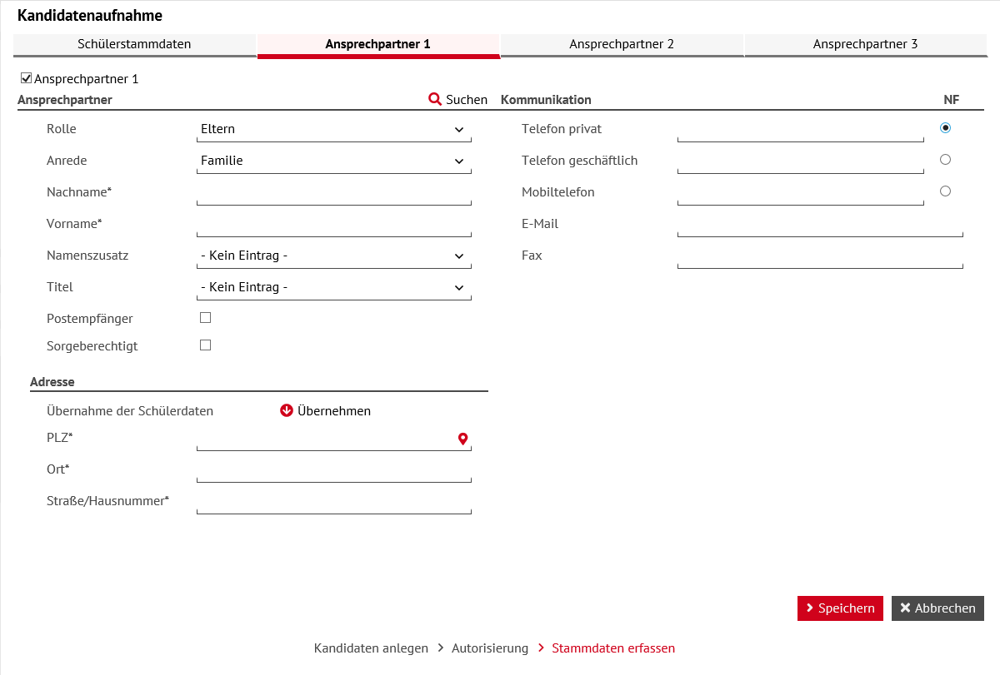 Kandidatenaufnahme
Schülerstammdaten Ansprechpartner 1 Ansprechpartner 2 Ansprechpartner 3
Ansprechpartner 1
Ansprechpartner Suchen Kommunikation NF
Rolle Eltern Telefon privat
Anrede Familie Telefon geschäftlich
Nachname* Mobiltelefon
Vorname* E-Mail
Namenszusatz - Kein Eintrag - Fax
Titel - Kein Eintrag -
Postempfänger
Sorgeberechtigt
Adresse
Übernahme der Schülerdaten Übernehmen
PLZ*
Ort*
Straße/Hausnummer*
Speichern Abbrechen
Kandidaten anlegen > Autorisierung > Stammdaten erfassen